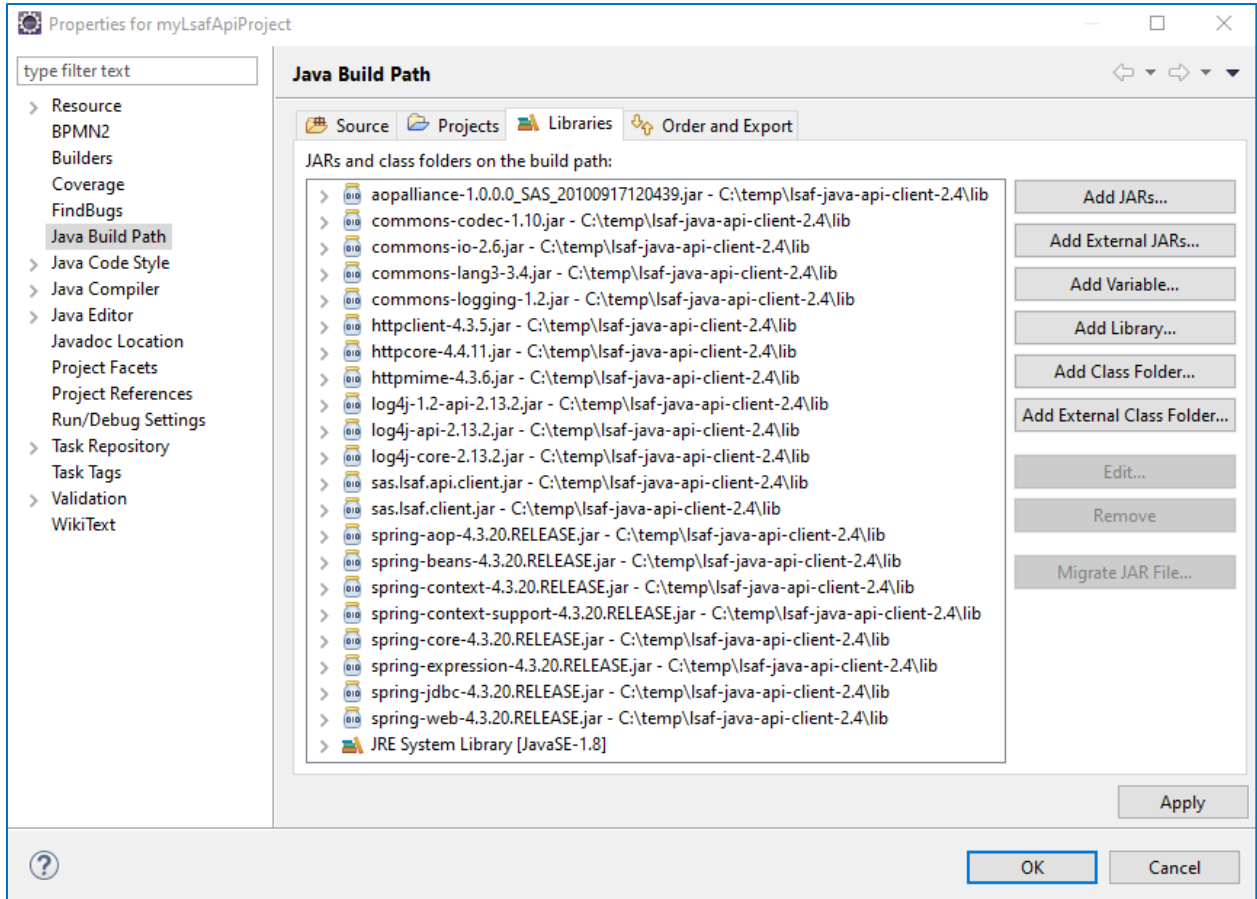 Properties for myLsafApiProject
type filter text
Resource
BPMN2
Builders
Coverage
FindBugs
Java Build Path
Java Code Style
Java Compiler
Java Editor
Javadoc Location
Project Facets
Project References
Run/Debug Settings
Task Repository
Task Tags
Validation
WikiText
Java Build Path
Source Projects Libraries Order and Export
JARs and class folders on the build path:
aopalliance-1.0.0.0_SAS_20100917120439.jar - C:\temp\lsaf-java-api-client-2.4\lib
commons-codec-1.10.jar - C:\temp\lsaf-java-api-client-2.4\lib
commons-io-2.6.jar - C:\temp\lsaf-java-api-client-2.4\lib
commons-lang3-3.4.jar - C:\temp\lsaf-java-api-client-2.4\lib
commons-logging-1.2.jar - C:\temp\lsaf-java-api-client-2.4\lib
httpclient-4.3.5.jar - C:\temp\lsaf-java-api-client-2.4\lib
httpcore-4.4.11.jar - C:\temp\lsaf-java-api-client-2.4\lib
httpmime-4.3.6.jar - C:\temp\lsaf-java-api-client-2.4\lib
log4j-1.2-api-2.13.2.jar - C:\temp\lsaf-java-api-client-2.4\lib
log4j-api-2.13.2.jar - C:\temp\lsaf-java-api-client-2.4\lib
log4j-core-2.13.2.jar - C:\temp\lsaf-java-api-client-2.4\lib
sas.lsaf.api.client.jar - C:\temp\lsaf-java-api-client-2.4\lib
sas.lsaf.client.jar - C:\temp\lsaf-java-api-client-2.4\lib
spring-aop-4.3.20.RELEASE.jar - C:\temp\lsaf-java-api-client-2.4\lib
spring-beans-4.3.20.RELEASE.jar - C:\temp\lsaf-java-api-client-2.4\lib
spring-context-4.3.20.RELEASE.jar - C:\temp\lsaf-java-api-client-2.4\lib
spring-context-support-4.3.20.RELEASE.jar - C:\temp\lsaf-java-api-client-2.4\lib
spring-core-4.3.20.RELEASE.jar - C:\temp\lsaf-java-api-client-2.4\lib
spring-expression-4.3.20.RELEASE.jar - C:\temp\lsaf-java-api-client-2.4\lib
spring-jdbc-4.3.20.RELEASE.jar - C:\temp\lsaf-java-api-client-2.4\lib
spring-web-4.3.20.RELEASE.jar - C:\temp\lsaf-java-api-client-2.4\lib
JRE System Library [JavaSE-1.8]
Add JARs...
Add External JARs...
Add Variable...
Add Library...
Add Class Folder...
Add External Class Folder...
Edit...
Remove
Migrate JAR File...
Apply
OK Cancel